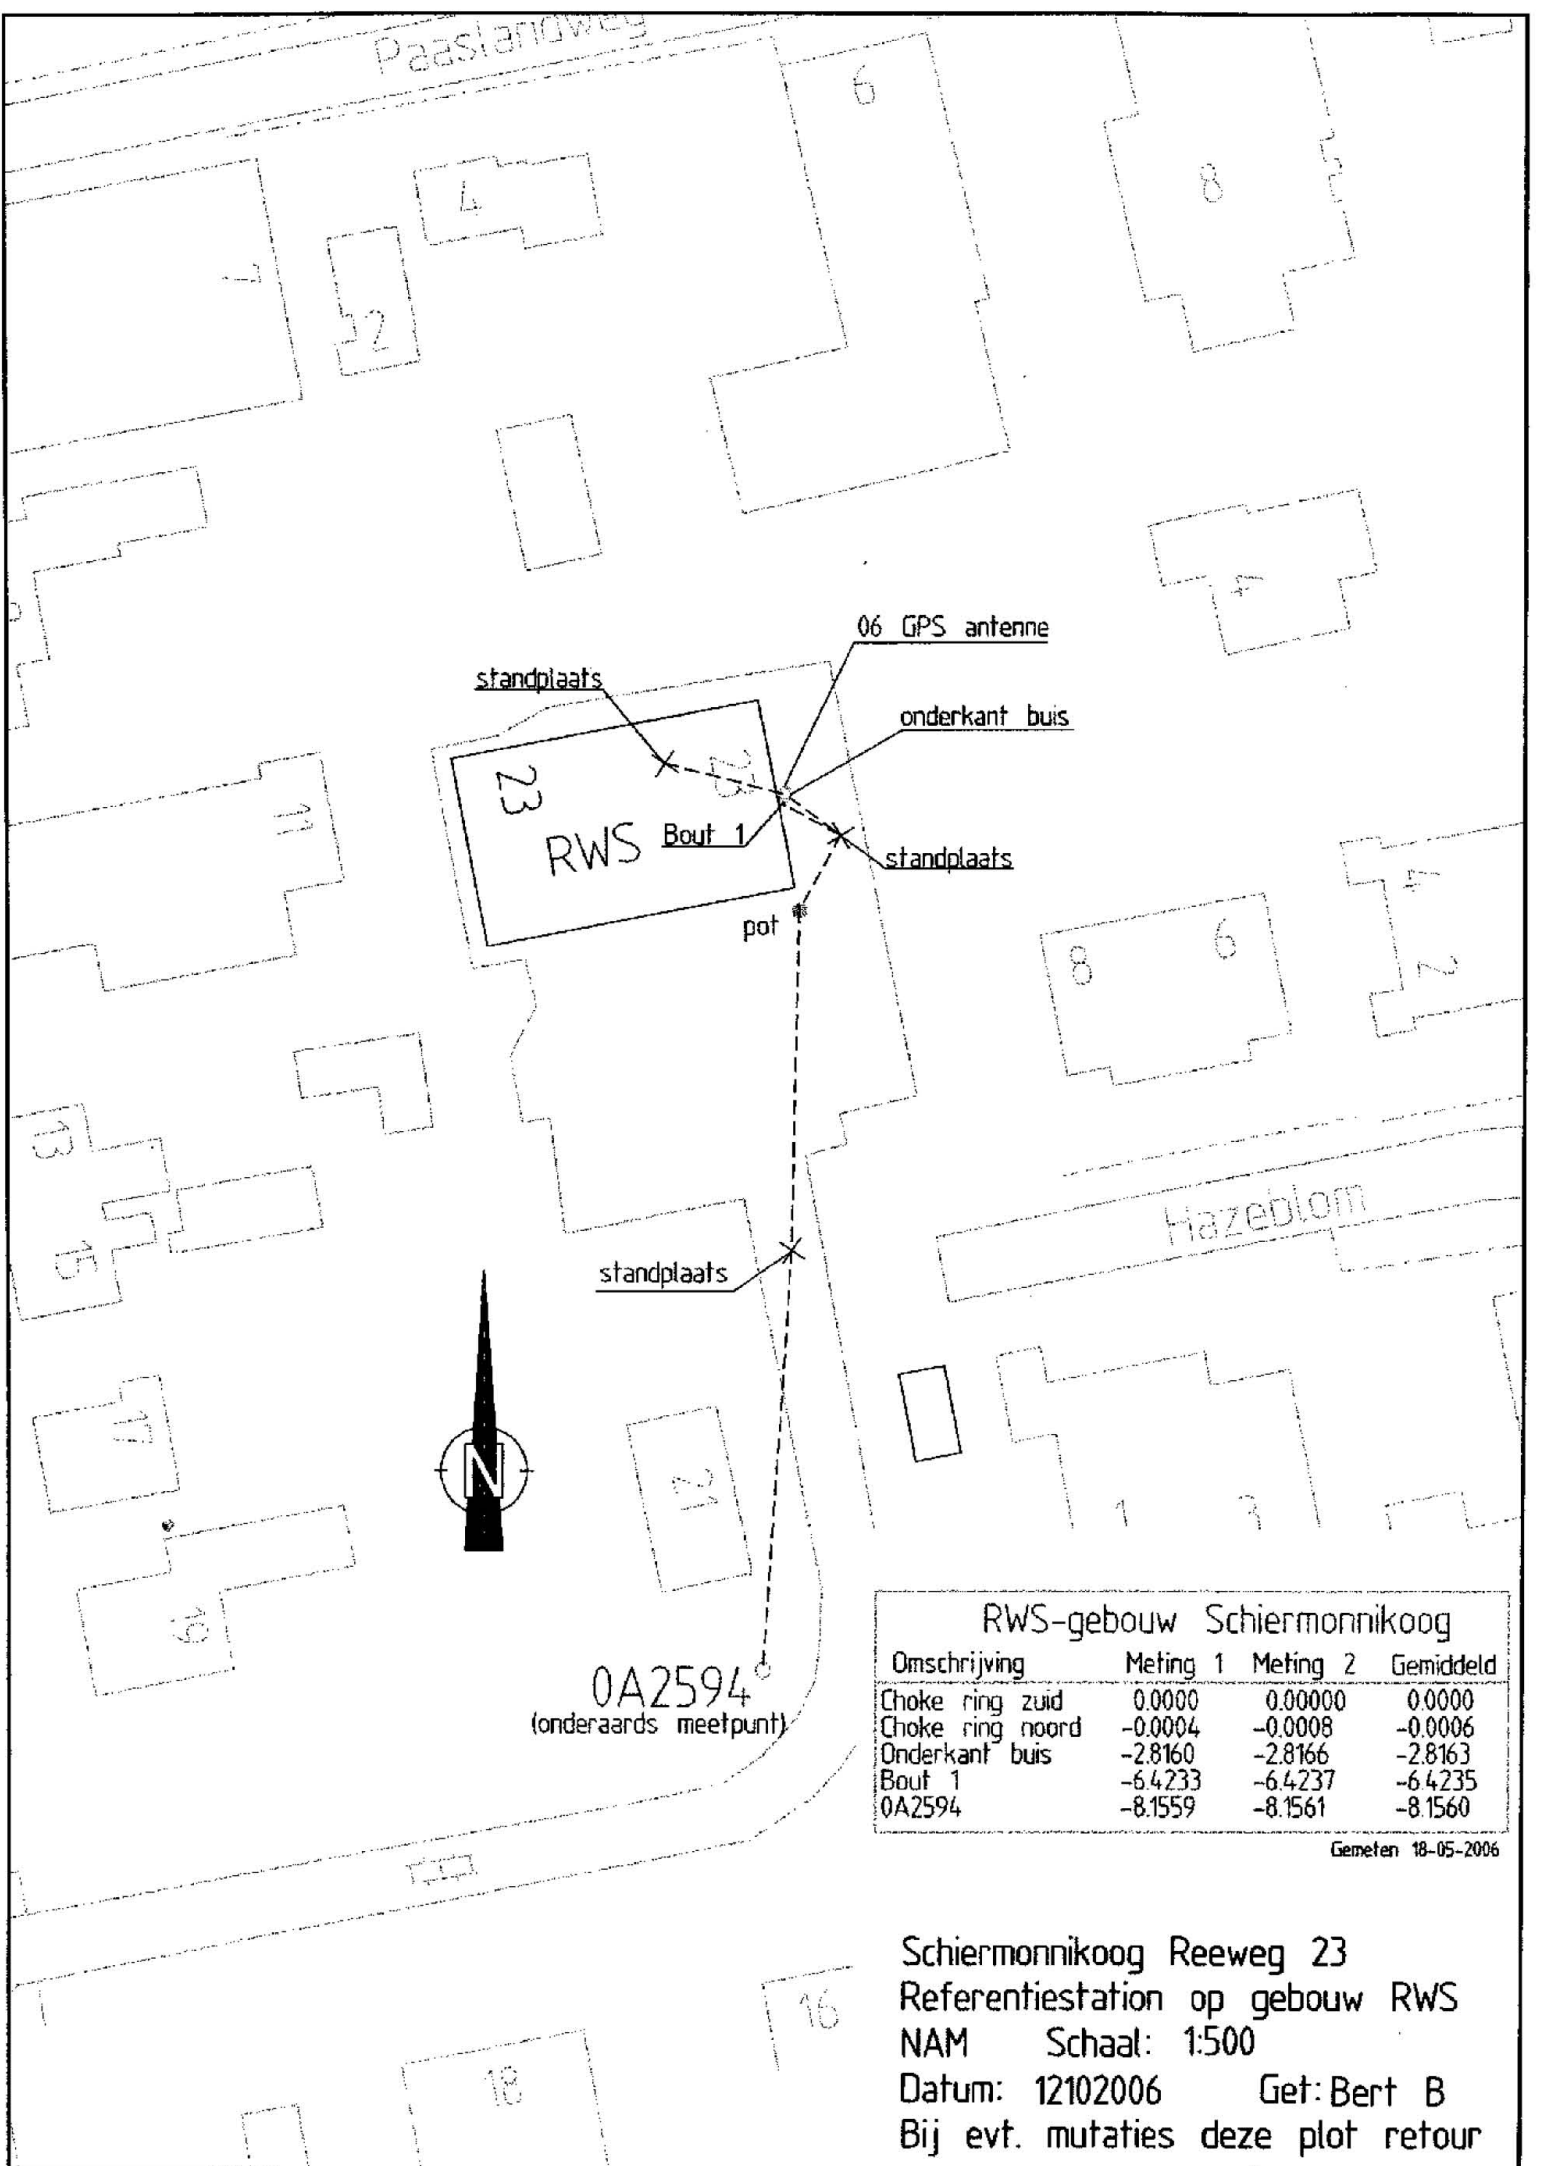 Paaslandweg
6
8
4
7
2
4
06 GPS antenne
standplaats
onderkant buis
23
23
11
RWS
Bout 1
standplaats
4
pot
8
6
2
13
Hazeblom
15
standplaats
17
N
21
1
3
19
RWS-gebouw Schiermonnikoog
Omschrijving Meting 1 Meting 2 Gemiddeld
Choke ring zuid 0.0000 0.00000 0.0000
Choke ring noord -0.0004 -0.0008 -0.0006
Onderkant buis -2.8160 -2.8166 -2.8163
Bout 1 -6.4233 -6.4237 -6.4235
0A2594 -8.1559 -8.1561 -8.1560
0A2594
(onderaards meetpunt)
Gemeten 18-05-2006
Schiermonnikoog Reeweg 23
Referentiestation op gebouw RWS
16
NAM Schaal: 1:500
18
Datum: 12102006 Get: Bert B
Bij evt. mutaties deze plot retour